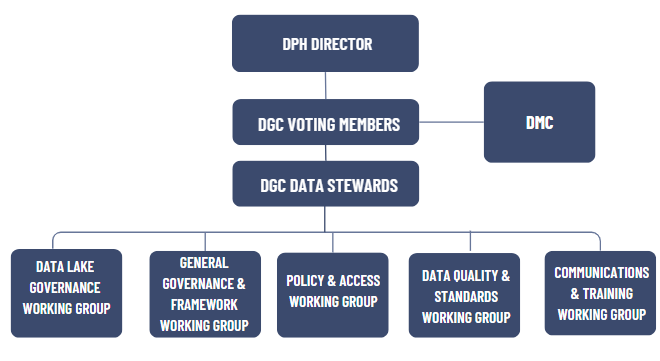 DPH DIRECTOR
DGC VOTING MEMBERS
DMC
DGC DATA STEWARDS
DATA LAKE
GOVERNANCE
WORKING GROUP
GENERAL
GOVERNANCE &
FRAMEWORK
WORKING GROUP
POLICY & ACCESS
WORKING GROUP
DATA QUALITY &
STANDARDS
WORKING GROUP
COMMUNICATIONS
& TRAINING
WORKING GROUP